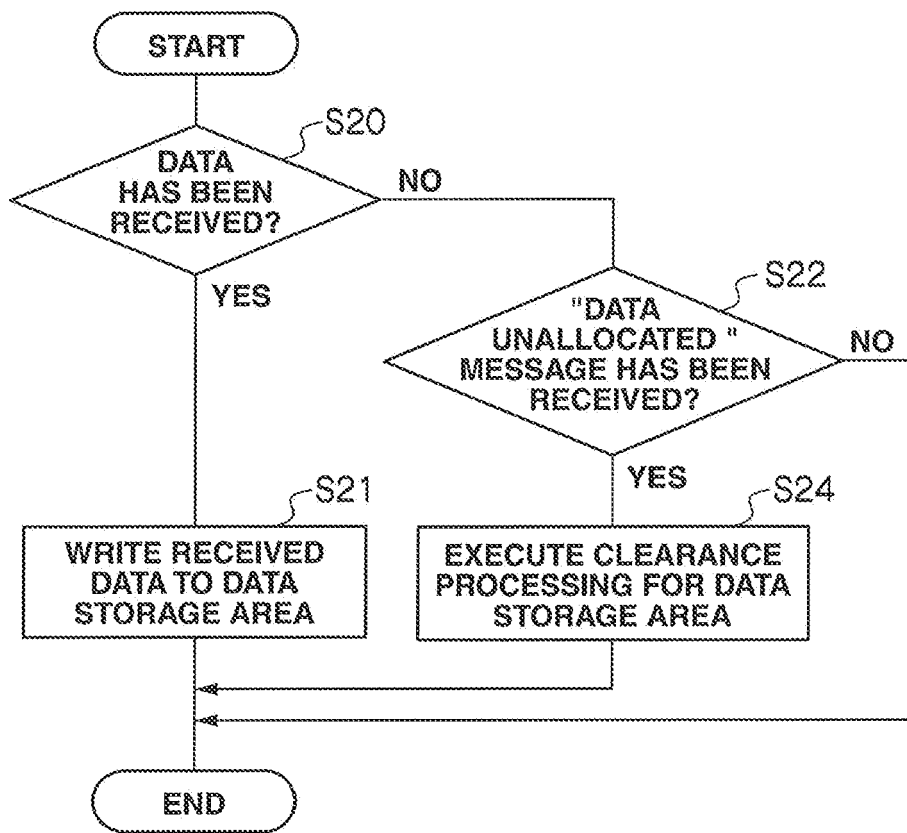 START
S20
DATA
HAS BEEN
RECEIVED?
NO
YES
S22
"DATA
UNALLOCATED "
MESSAGE HAS BEEN
RECEIVED?
NO
YES
S21
WRITE RECEIVED
DATA TO DATA
STORAGE AREA
S24
EXECUTE CLEARANCE
PROCESSING FOR DATA
STORAGE AREA
END